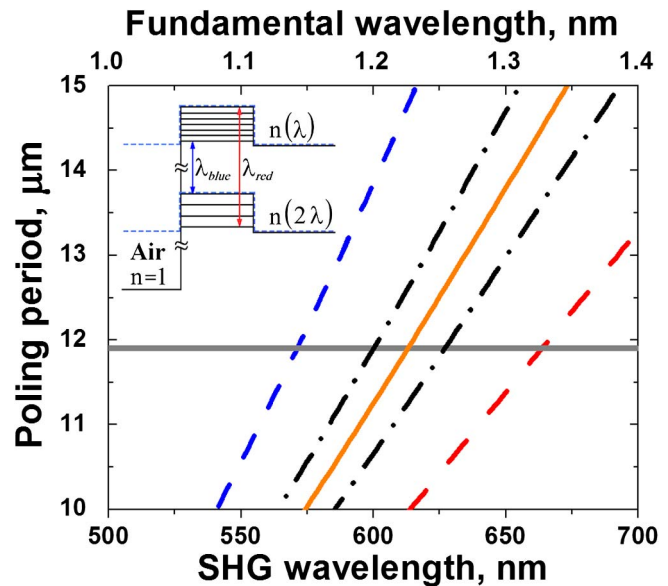 Fundamental wavelength, nm
1.0 1.1 1.2 1.3 1.4
Poling period, μm
15
14
13
12
11
10
n(λ)
λblue λred
n(2λ)
Air
n=1
500 550 600 650 700
SHG wavelength, nm